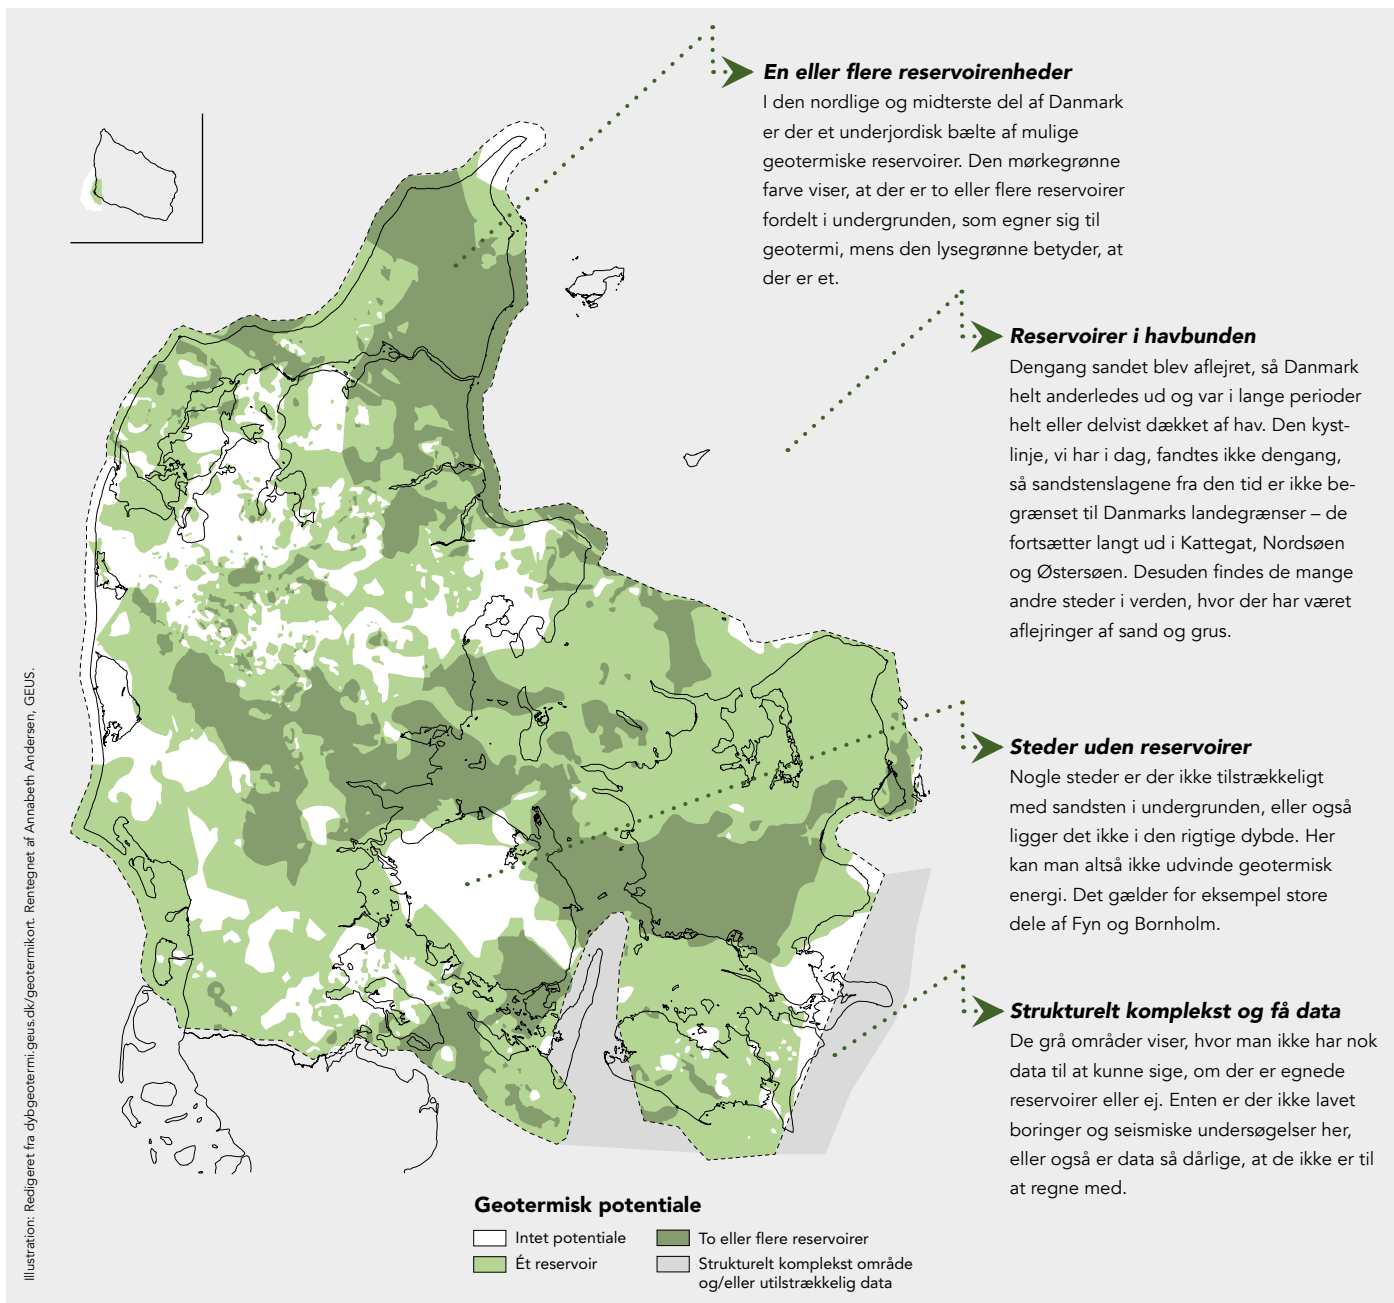 En eller flere reservoirenheder
I den nordlige og midterste del af Danmark
er der et underjordisk bælte af mulige
geotermiske reservoirer. Den mørkegrønne
farve viser, at der er to eller flere reservoirer
fordelt i undergrunden, som egner sig til
geotermi, mens den lysegrønne betyder, at
der er et.
Reservoirer i havbunden
Dengang sandet blev aflejret, så Danmark
helt anderledes ud og var i lange perioder
helt eller delvist dækket af hav. Den kyst-
linje, vi har i dag, fandtes ikke dengang,
så sandstenslagene fra den tid er ikke be-
grænset til Danmarks landegrænser – de
fortsætter langt ud i Kattegat, Nordsøen
og Østersøen. Desuden findes de mange
andre steder i verden, hvor der har været
aflejringer af sand og grus.
Steder uden reservoirer
Nogle steder er der ikke tilstrækkeligt
med sandsten i undergrunden, eller også
ligger det ikke i den rigtige dybde. Her
kan man altså ikke udvinde geotermisk
energi. Det gælder for eksempel store
dele af Fyn og Bornholm.
Strukturelt komplekst og få data
De grå områder viser, hvor man ikke har nok
data til at kunne sige, om der er egnede
reservoirer eller ej. Enten er der ikke lavet
boringer og seismiske undersøgelser her,
eller også er data så dårlige, at de ikke er til
at regne med.
Geotermisk potentiale
Intet potentiale
Ét reservoir
To eller flere reservoirer
Strukturelt komplekst område
og/eller utilstrækkelig data
Illustration: Redigeret fra dybgeotermi.geus.dk/geotermikort. Rentegnet af Annabeth Andersen, GEUS.